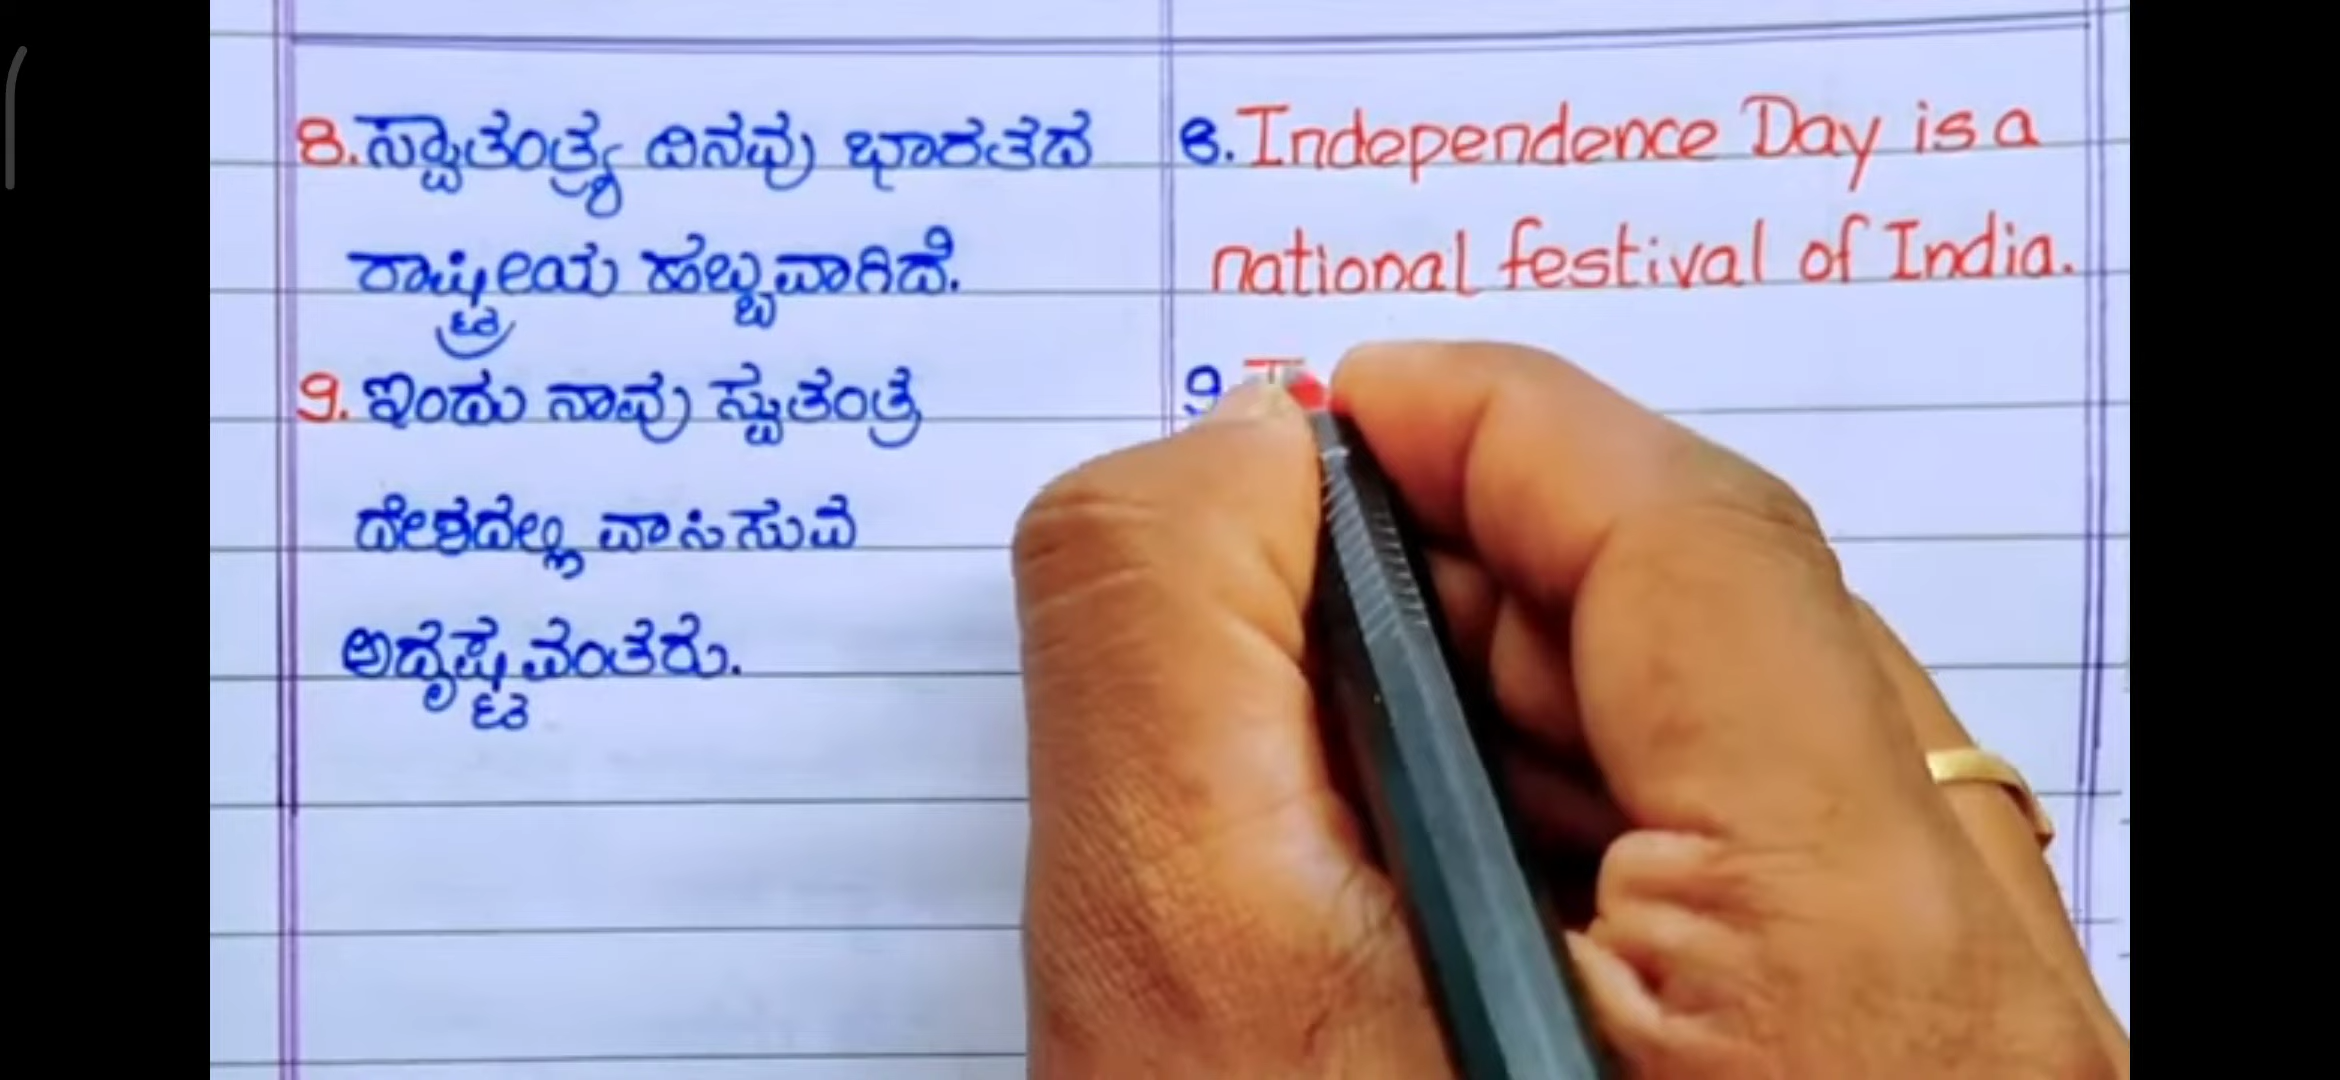 8. ಸ್ವಾತಂತ್ರ್ಯ ದಿನವು ಭಾರತದ
ರಾಷ್ಟ್ರೀಯ ಹಬ್ಬವಾಗಿದೆ.
9. ಇಂದು ನಾವು ಸ್ವತಂತ್ರ
ದೇಶದಲ್ಲಿ ವಾಸಿಸುವ
ಅದೃಷ್ಟವಂತರು.
8. Independence Day is a
national festival of India.
9.